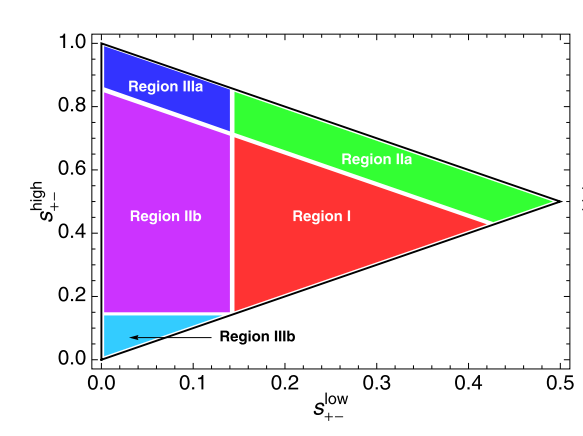 1.0
0.8
0.6
0.4
0.2
0.0
s+−high
Region IIIa
Region IIa
Region IIb
Region I
Region IIIb
0.0 0.1 0.2 0.3 0.4 0.5
s+−low